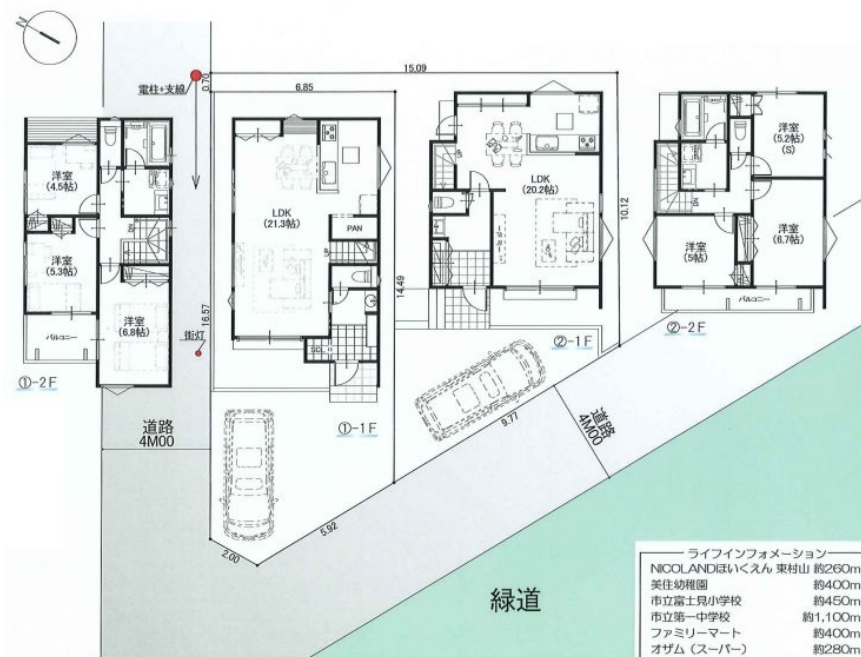 N
電柱+支線
0.70
15.09
6.85
洋室
(4.5帖)
洋室
(5.3帖)
洋室
(6.8帖)
DN
バルコニー
①-2F
LDK
(21.3帖)
PAN
UP
SCL
①-1F
16.57
街灯
14.49
UP
LDK
(20.2帖)
②-1F
10.12
洋室
(5.2帖)
(S)
DN
洋室
(5帖)
洋室
(6.7帖)
バルコニー
②-2F
道路
4M00
9.77
道路
4M00
5.92
2.00
緑道
ライフインフォメーション
NICOLANDほいくえん 東村山 約260m
美住幼稚園 約400m
市立富士見小学校 約450m
市立第一中学校 約1,100m
ファミリーマート 約400m
オザム（スーパー） 約280m